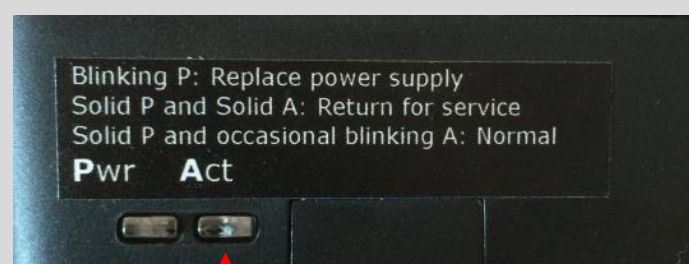 Blinking P: Replace power supply
Solid P and Solid A: Return for service
Solid P and occasional blinking A: Normal
Pwr Act